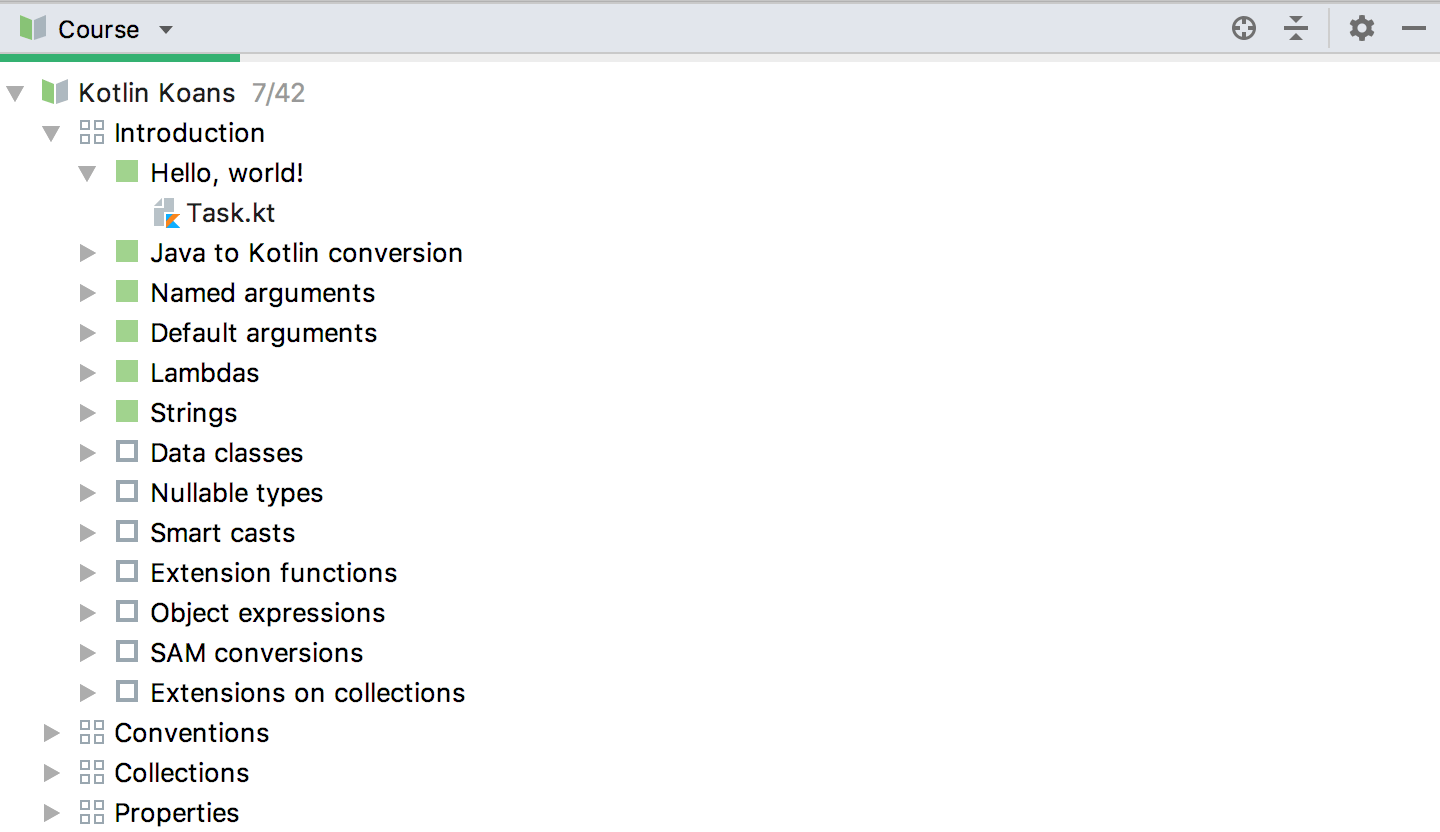 Course
Kotlin Koans 7/42
Introduction
Hello, world!
Task.kt
Java to Kotlin conversion
Named arguments
Default arguments
Lambdas
Strings
Data classes
Nullable types
Smart casts
Extension functions
Object expressions
SAM conversions
Extensions on collections
Conventions
Collections
Properties